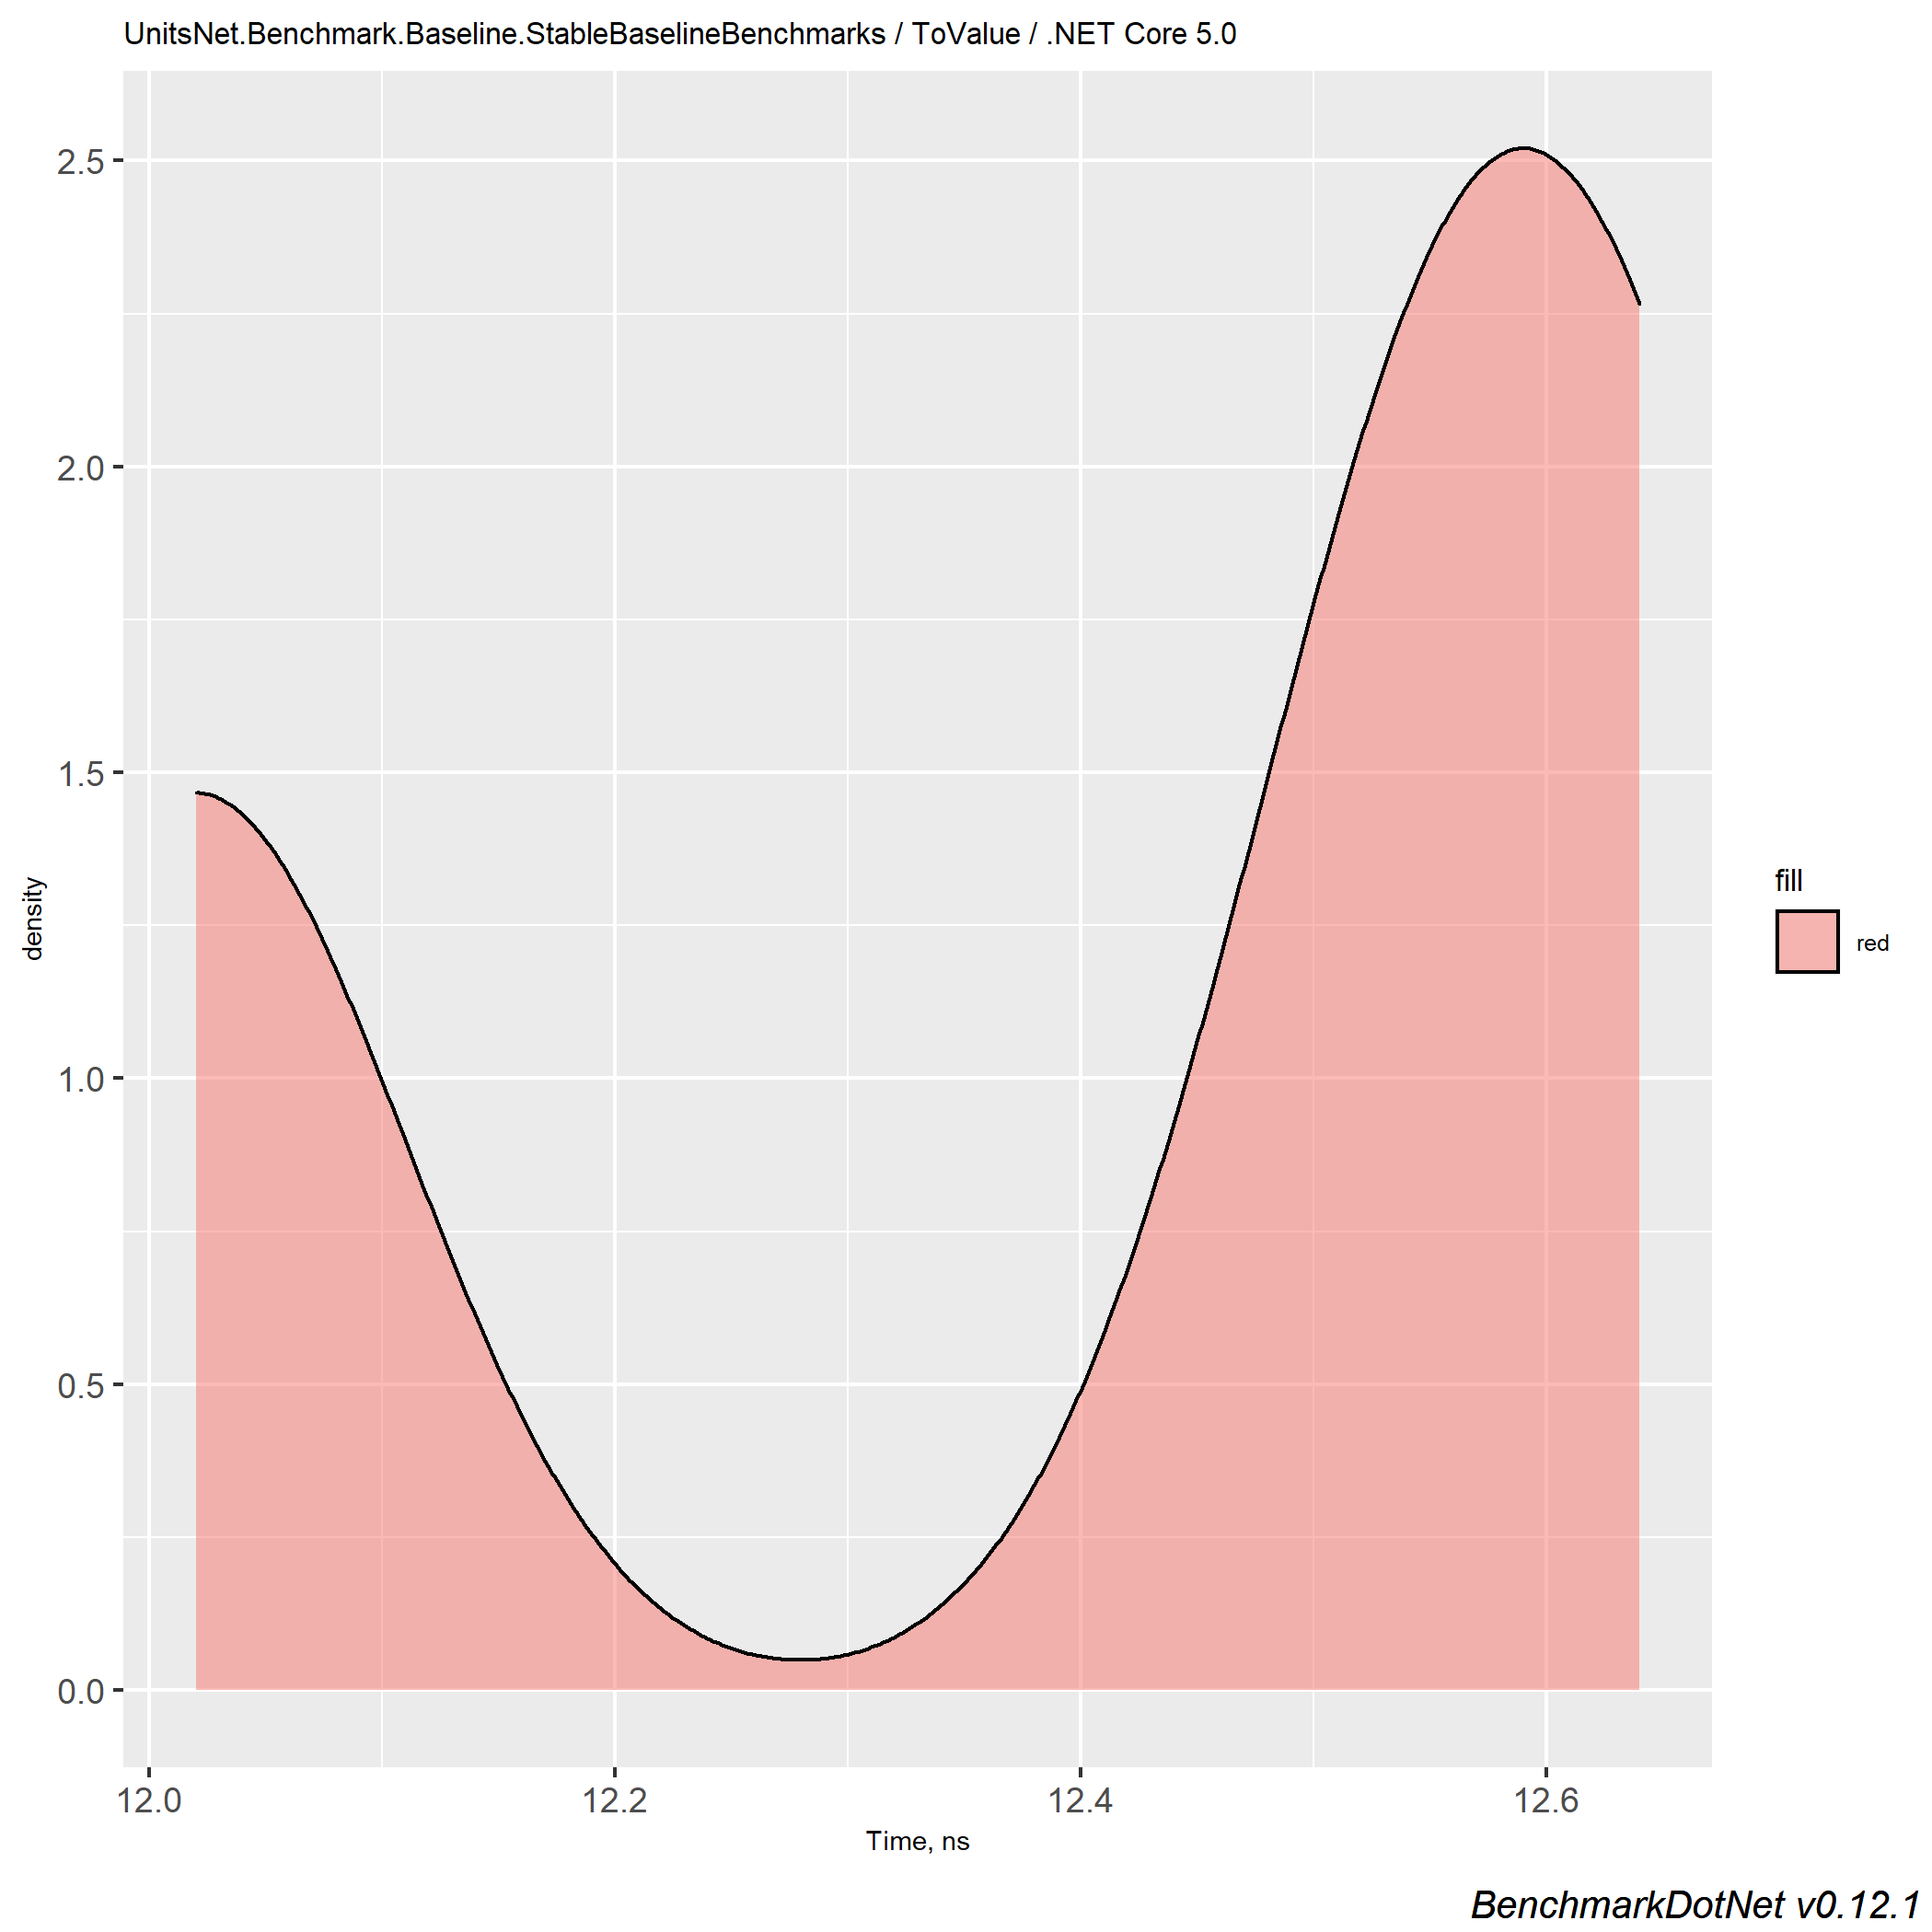 UnitsNet.Benchmark.Baseline.StableBaselineBenchmarks / ToValue / .NET Core 5.0
2.5
2.0
1.5
1.0
0.5
0.0
density
12.0 12.2 12.4 12.6
Time, ns
fill
red
BenchmarkDotNet v0.12.1